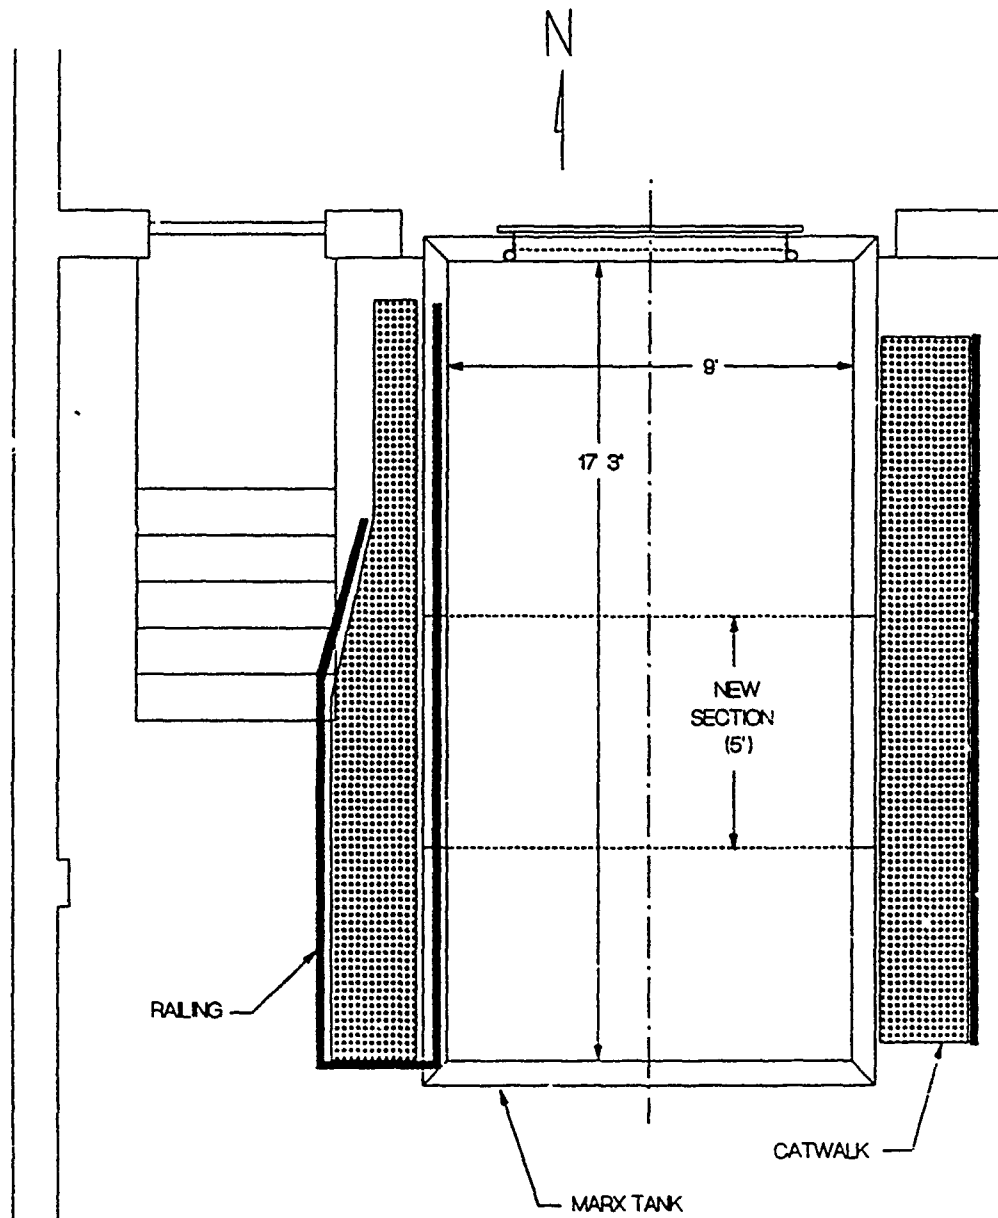 N
9'
17' 3"
NEW
SECTION
(5')
RAILING
CATWALK
MARX TANK